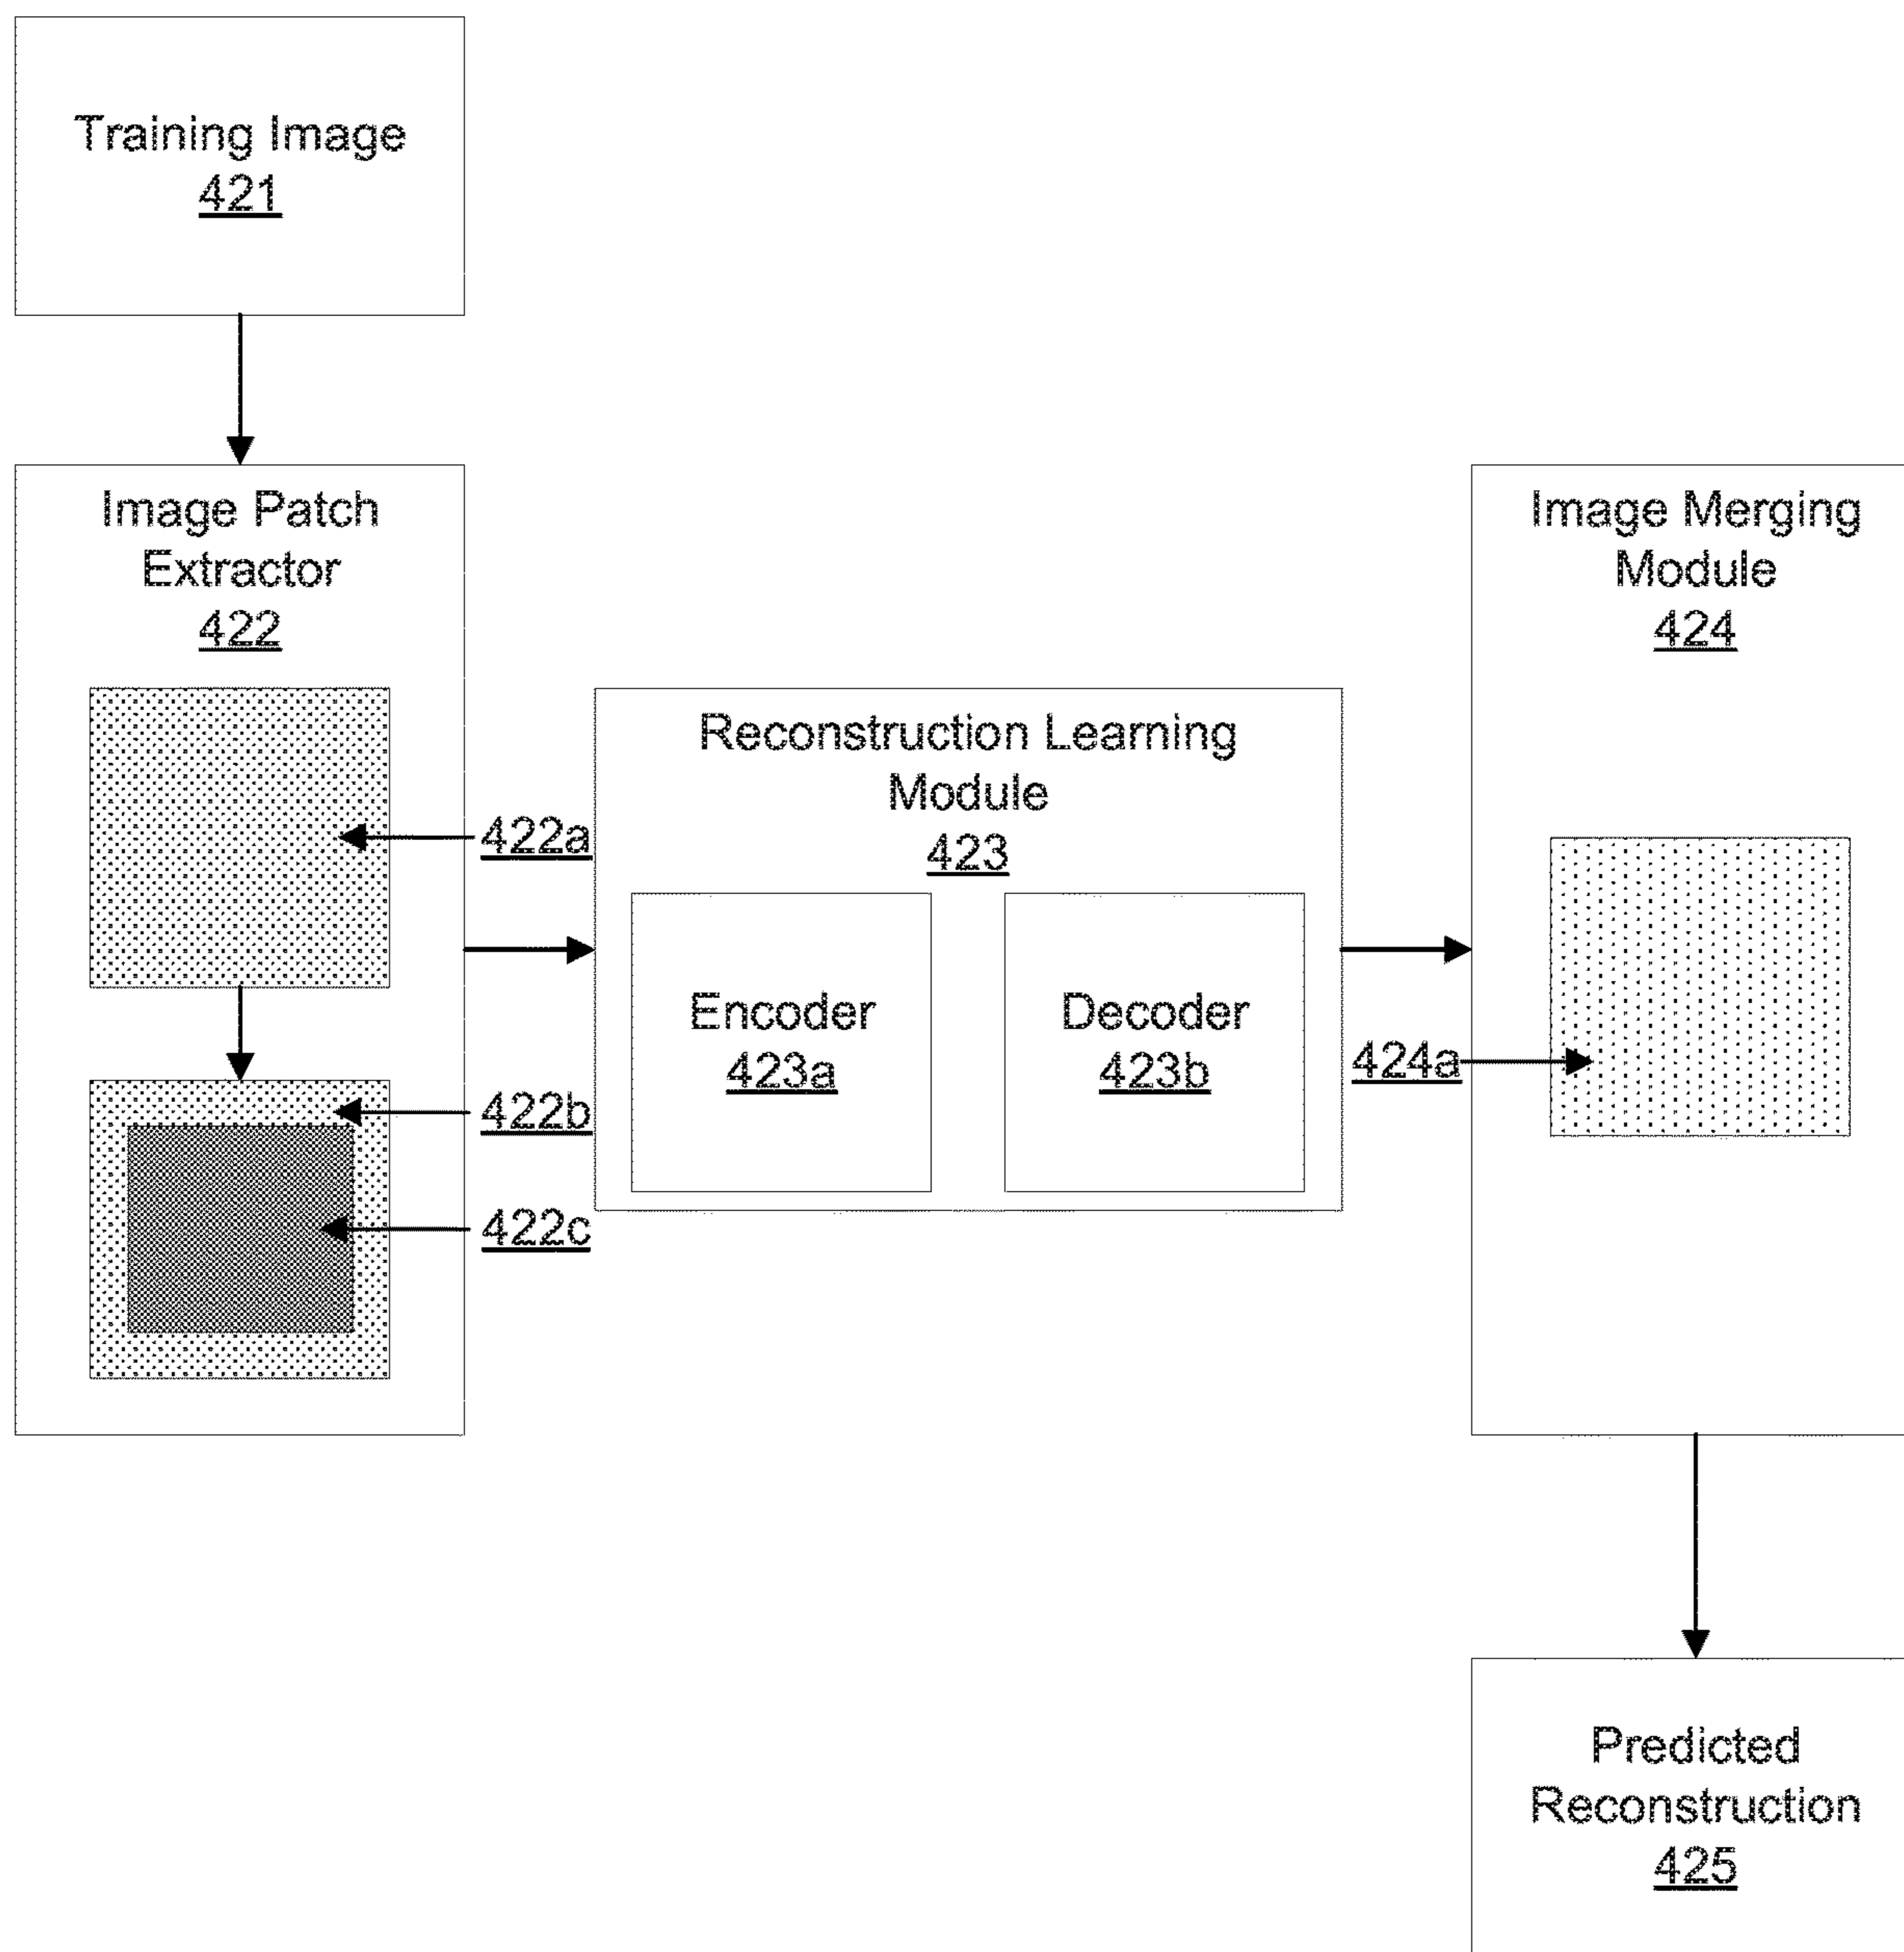 Training Image
421
Image Patch
Extractor
422
422a
422b
422c
Reconstruction Learning
Module
423
Encoder
423a
Decoder
423b
Image Merging
Module
424
424a
Predicted
Reconstruction
425